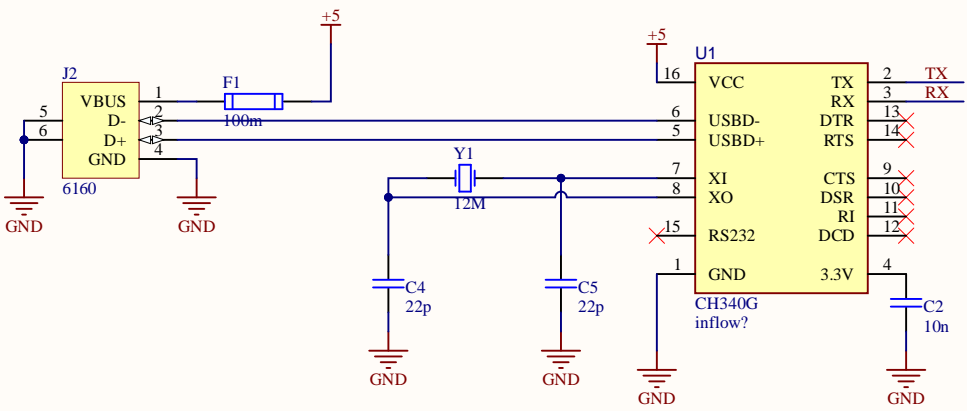 +5
J2
F1
100m
VBUS 1
D- 2
D+ 3
GND 4
5
6
6160
GND
GND
Y1
12M
C4
22p
GND
C5
22p
GND
+5
U1
16 VCC TX 2 TX
RX 3 RX
6 USBD- DTR 13
5 USBD+ RTS 14
7 XI CTS 9
8 XO DSR 10
RI 11
15 RS232 DCD 12
1 GND 3.3V 4
CH340G
inflow?
GND
C2
10n
GND